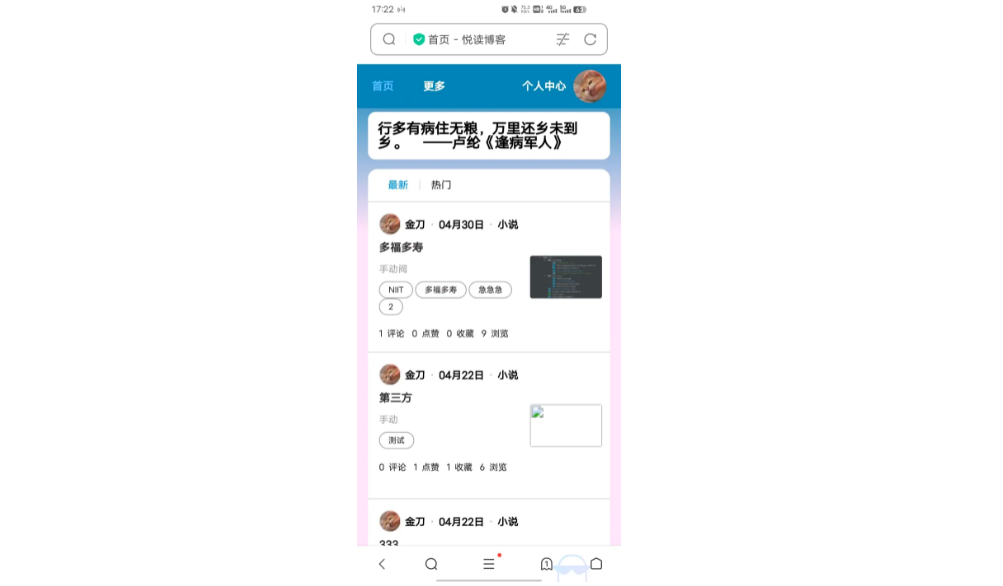 17:22
首页 - 悦读博客
首页 更多 个人中心
行多有病住无粮，万里还乡未到
乡。 ——卢纶《逢病军人》
最新 | 热门
金刀 · 04月30日 · 小说
多福多寿
手动阀
NIIT 多福多寿 急急急
2
1 评论 0 点赞 0 收藏 9 浏览
金刀 · 04月22日 · 小说
第三方
手动
测试
0 评论 1 点赞 1 收藏 6 浏览
金刀 · 04月22日 · 小说
333
1